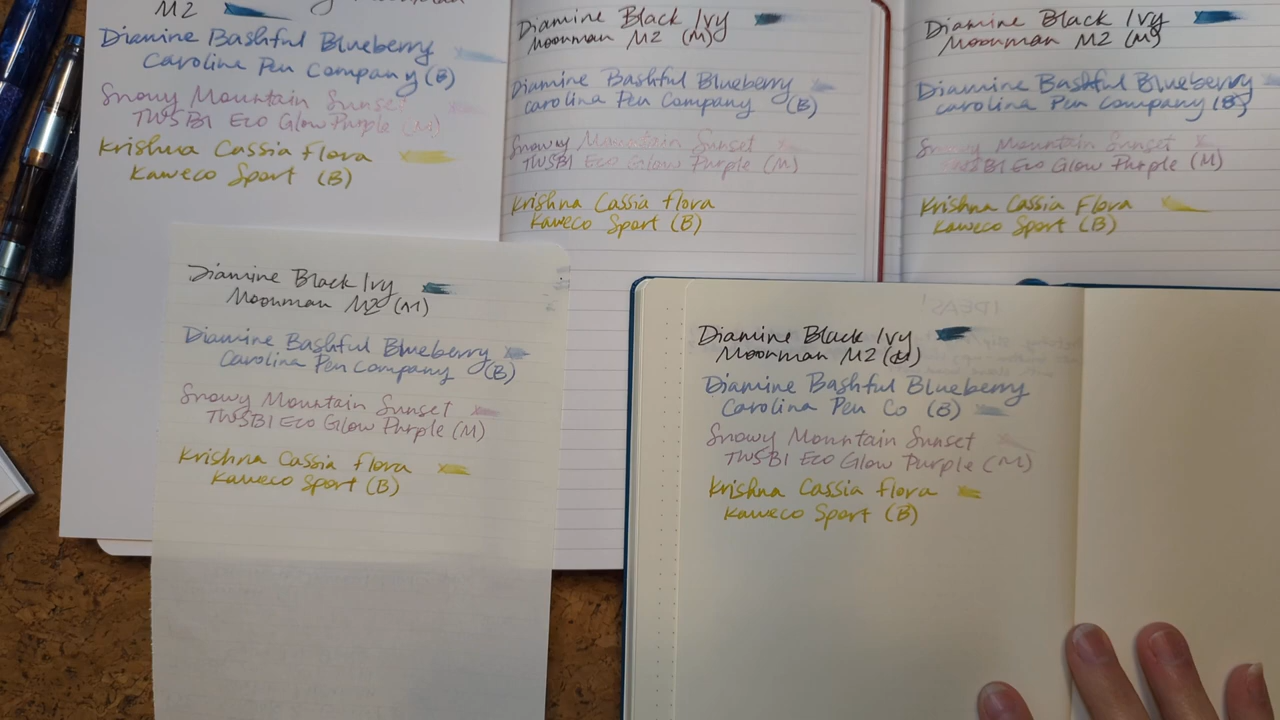 M2
Diamine Bashful Blueberry
Carolina Pen Company (B)
Snowy Mountain Sunset
TWSBI Eco Glow Purple (M)
Krishna Cassia flora
Kaweco Sport (B)
Diamine Black Ivy
Moonman M2 (M)
Diamine Bashful Blueberry
Carolina Pen Company (B)
Snowy Mountain Sunset
TWSBI Eco Glow Purple (M)
Krishna Cassia flora
Kaweco Sport (B)
Diamine Black Ivy
Moonman M2 (M)
Diamine Bashful Blueberry
Carolina Pen Company (B)
Snowy Mountain Sunset
TWSBI Eco Glow Purple (M)
Krishna Cassia Flora
Kaweco Sport (B)
Diamine Black Ivy
Moonman M2 (M)
Diamine Bashful Blueberry
Carolina Pen Company (B)
Snowy Mountain Sunset
TWSBI Eco Glow Purple (M)
Krishna Cassia flora
Kaweco Sport (B)
IDEAS!
Diamine Black Ivy
Moonman M2 (M)
Diamine Bashful Blueberry
Carolina Pen Co (B)
Snowy Mountain Sunset
TWSBI Eco Glow Purple (M)
Krishna Cassia flora
Kaweco Sport (B)